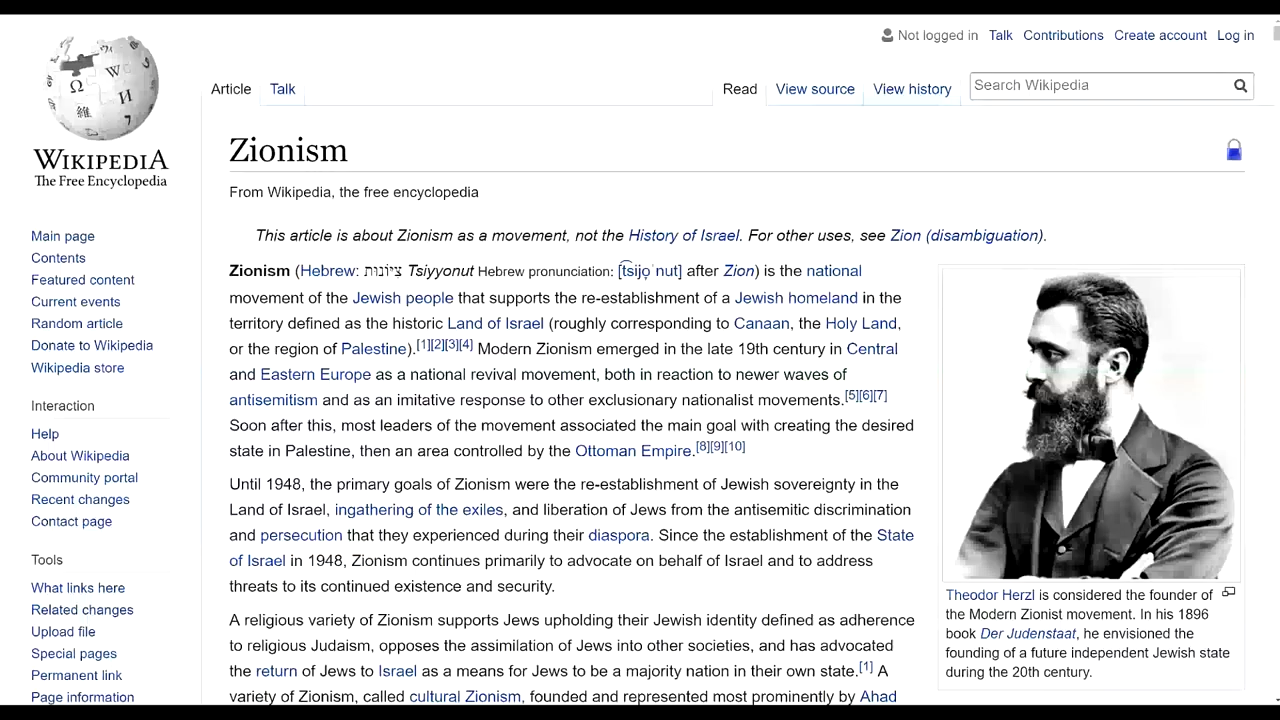 Not logged in Talk Contributions Create account Log in
Article Talk Read View source View history Search Wikipedia
WIKIPEDIA
The Free Encyclopedia
Main page
Contents
Featured content
Current events
Random article
Donate to Wikipedia
Wikipedia store
Interaction
Help
About Wikipedia
Community portal
Recent changes
Contact page
Tools
What links here
Related changes
Upload file
Special pages
Permanent link
Page information
Zionism
From Wikipedia, the free encyclopedia
This article is about Zionism as a movement, not the History of Israel. For other uses, see Zion (disambiguation).
Zionism (Hebrew: צִיּוֹנוּת Tsiyyonut Hebrew pronunciation: [t͡sijo̞ˈnut] after Zion) is the national
movement of the Jewish people that supports the re-establishment of a Jewish homeland in the
territory defined as the historic Land of Israel (roughly corresponding to Canaan, the Holy Land,
or the region of Palestine).[1][2][3][4] Modern Zionism emerged in the late 19th century in Central
and Eastern Europe as a national revival movement, both in reaction to newer waves of
antisemitism and as an imitative response to other exclusionary nationalist movements.[5][6][7]
Soon after this, most leaders of the movement associated the main goal with creating the desired
state in Palestine, then an area controlled by the Ottoman Empire.[8][9][10]
Until 1948, the primary goals of Zionism were the re-establishment of Jewish sovereignty in the
Land of Israel, ingathering of the exiles, and liberation of Jews from the antisemitic discrimination
and persecution that they experienced during their diaspora. Since the establishment of the State
of Israel in 1948, Zionism continues primarily to advocate on behalf of Israel and to address
threats to its continued existence and security.
A religious variety of Zionism supports Jews upholding their Jewish identity defined as adherence
to religious Judaism, opposes the assimilation of Jews into other societies, and has advocated
the return of Jews to Israel as a means for Jews to be a majority nation in their own state.[1] A
variety of Zionism, called cultural Zionism, founded and represented most prominently by Ahad
Theodor Herzl is considered the founder of
the Modern Zionist movement. In his 1896
book Der Judenstaat, he envisioned the
founding of a future independent Jewish state
during the 20th century.